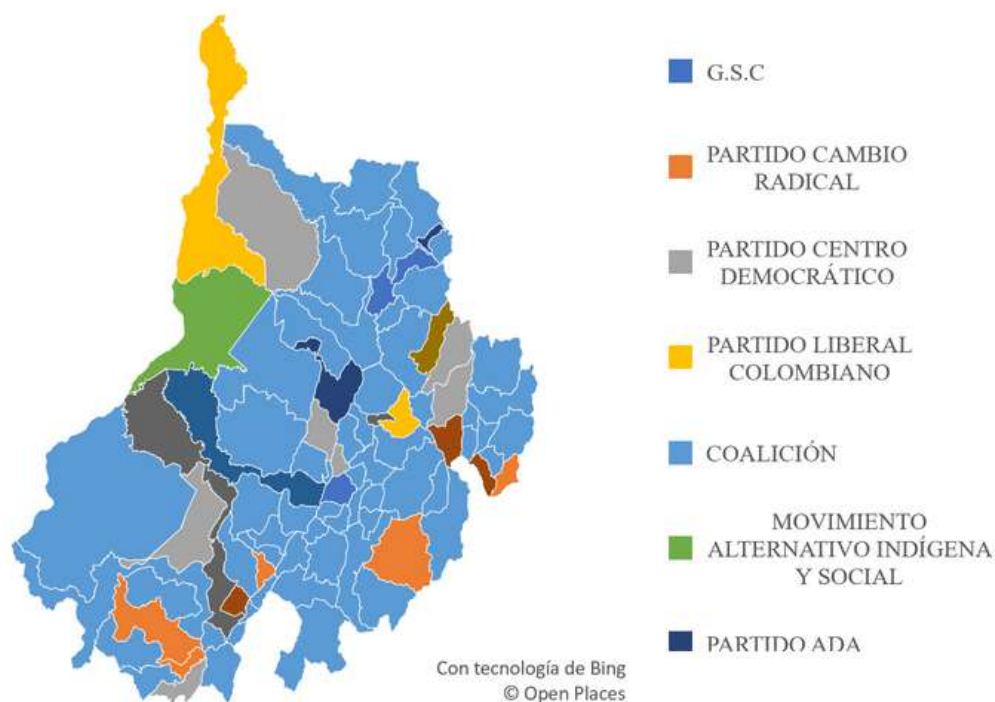 G.S.C
PARTIDO CAMBIO
RADICAL
PARTIDO CENTRO
DEMOCRÁTICO
PARTIDO LIBERAL
COLOMBIANO
COALICIÓN
MOVIMIENTO
ALTERNATIVO INDÍGENA
Y SOCIAL
PARTIDO ADA
Con tecnología de Bing
© Open Places